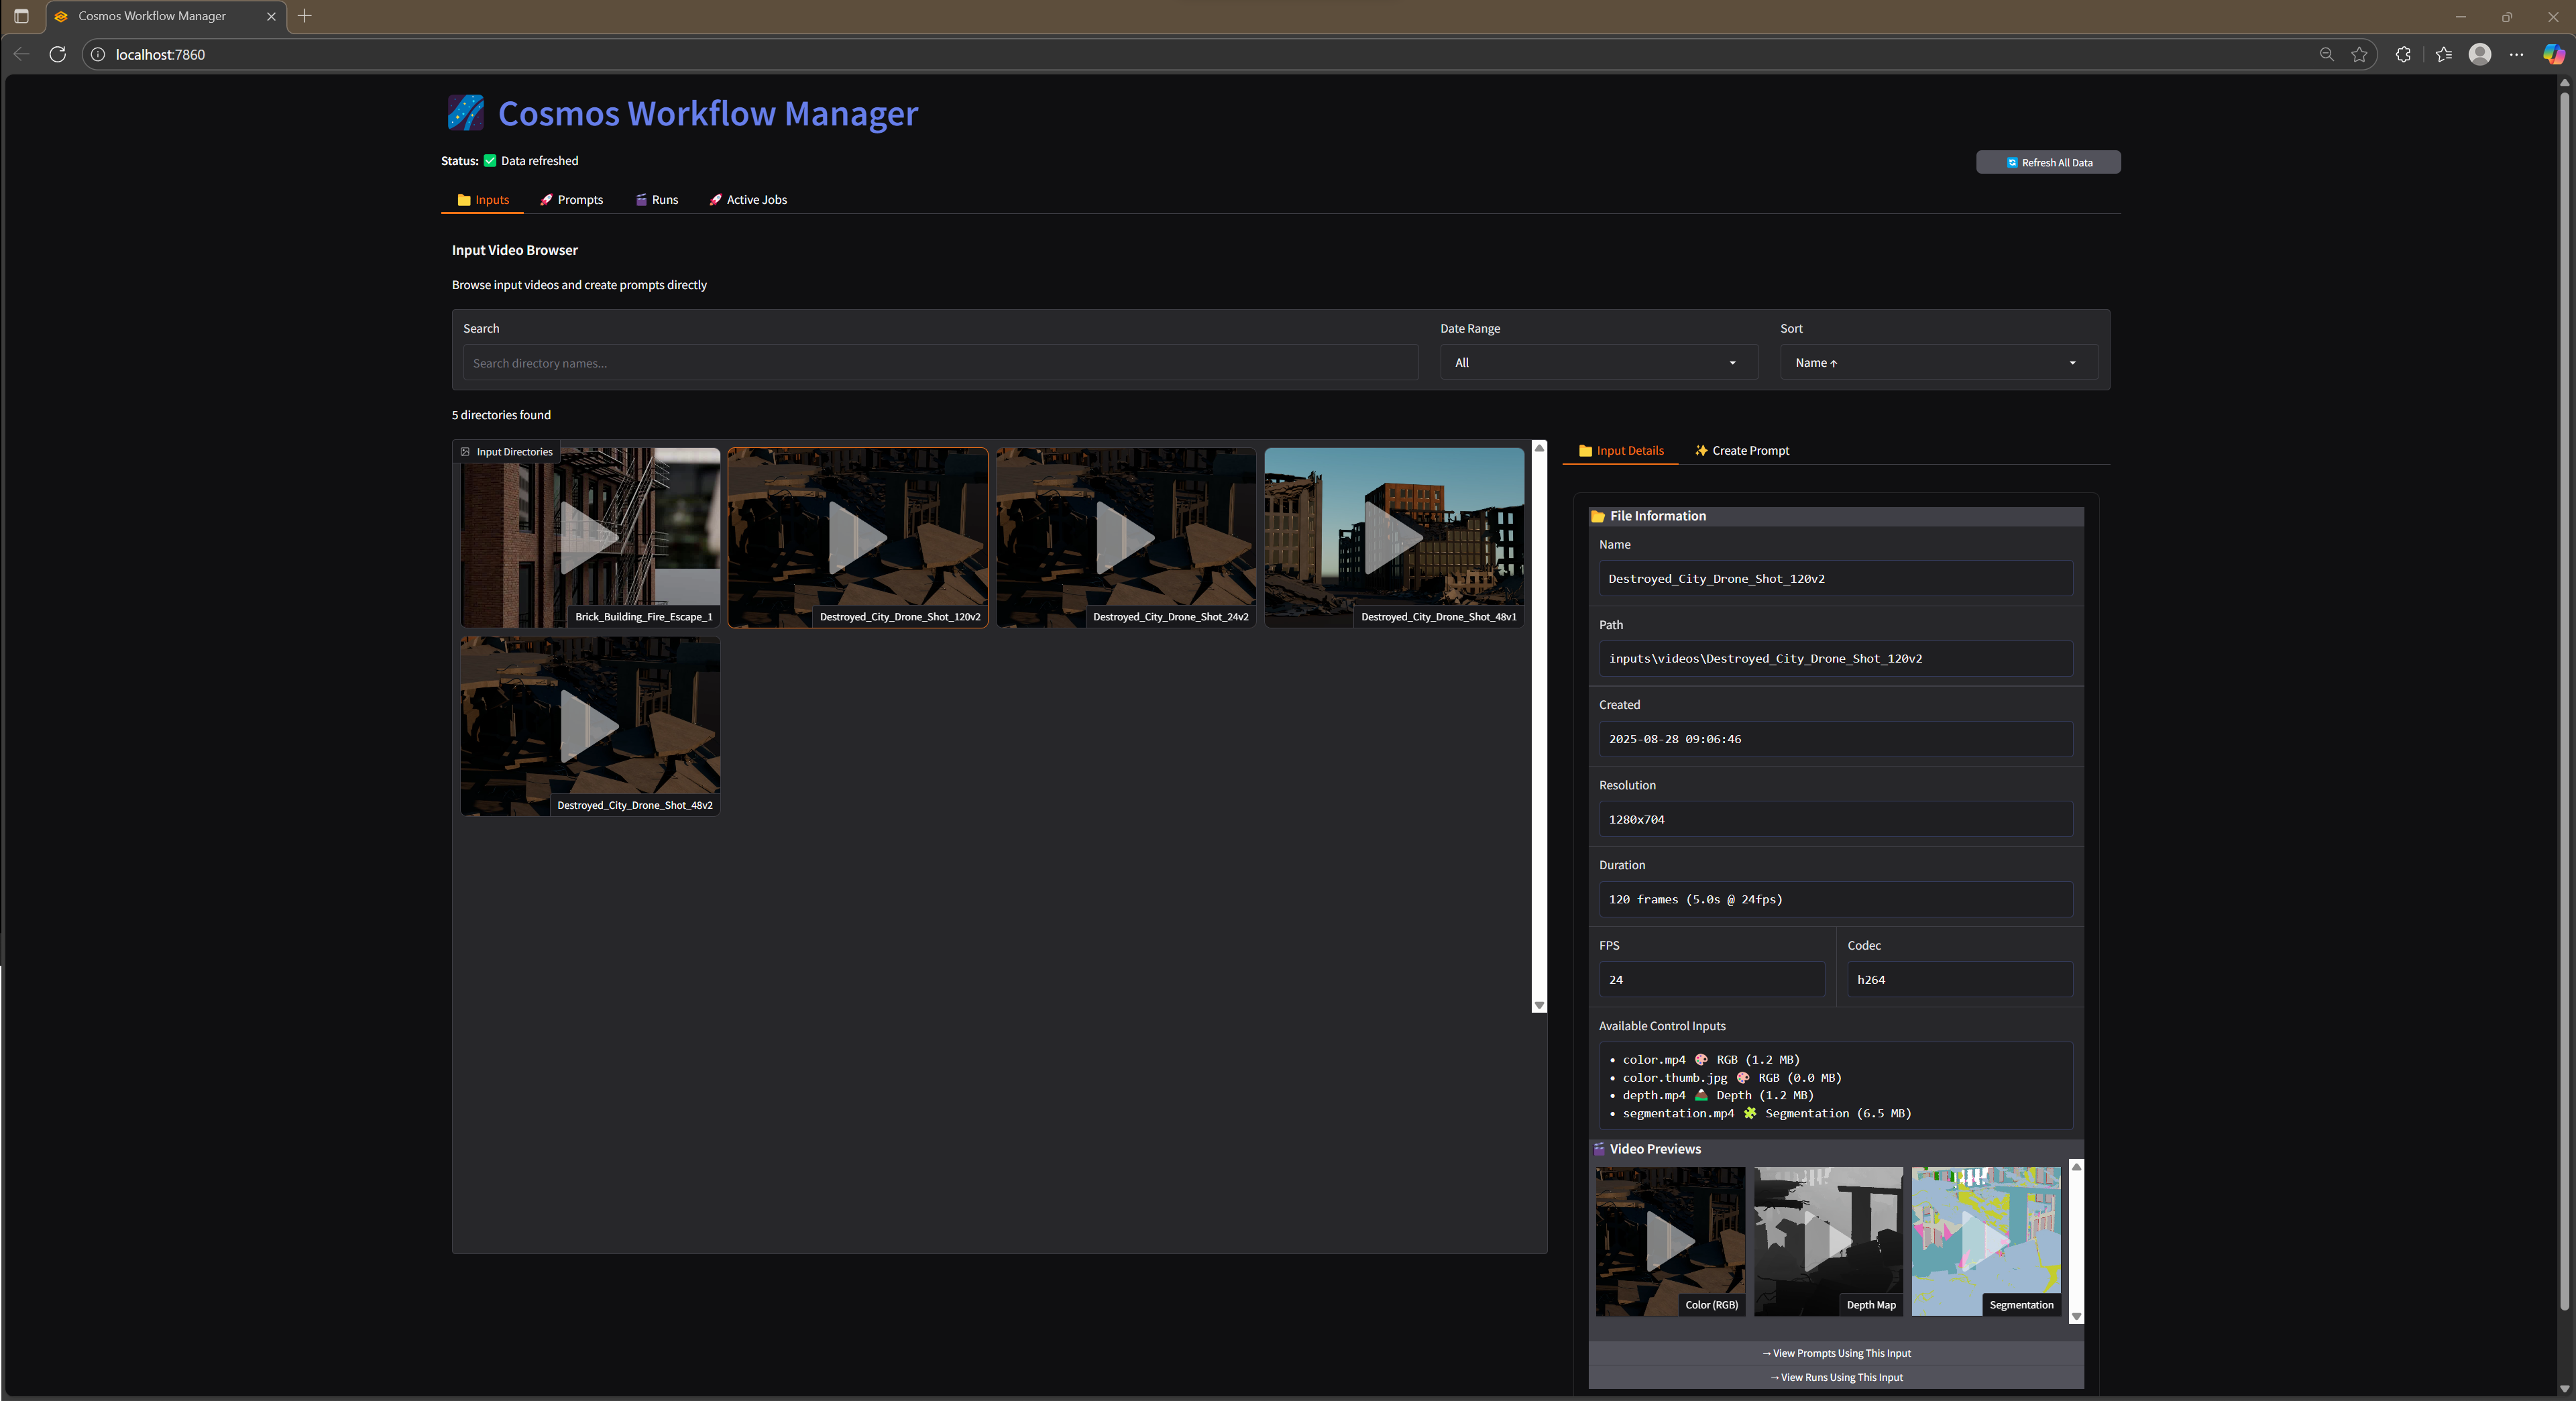 Cosmos Workflow Manager
localhost:7860
Cosmos Workflow Manager
Status: ✅ Data refreshed
Refresh All Data
Inputs
Prompts
Runs
Active Jobs
Input Video Browser
Browse input videos and create prompts directly
Search
Date Range
Sort
Search directory names...
All
Name ↑
5 directories found
Input Directories
Brick_Building_Fire_Escape_1
Destroyed_City_Drone_Shot_120v2
Destroyed_City_Drone_Shot_24v2
Destroyed_City_Drone_Shot_48v1
Destroyed_City_Drone_Shot_48v2
Input Details
Create Prompt
File Information
Name
Destroyed_City_Drone_Shot_120v2
Path
inputs\videos\Destroyed_City_Drone_Shot_120v2
Created
2025-08-28 09:06:46
Resolution
1280x704
Duration
120 frames (5.0s @ 24fps)
FPS
Codec
24
h264
Available Control Inputs
• color.mp4 🎨 RGB (1.2 MB)
• color.thumb.jpg 🎨 RGB (0.0 MB)
• depth.mp4 🏔️ Depth (1.2 MB)
• segmentation.mp4 🧩 Segmentation (6.5 MB)
Video Previews
Color (RGB)
Depth Map
Segmentation
→ View Prompts Using This Input
→ View Runs Using This Input